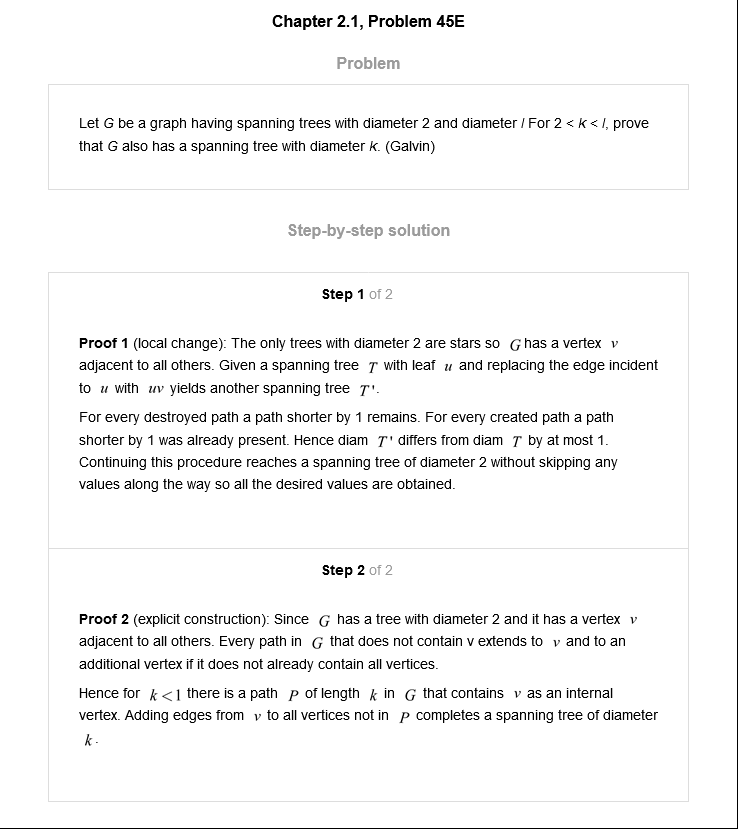 Chapter 2.1, Problem 45E
Problem
Let G be a graph having spanning trees with diameter 2 and diameter l For 2 < k < l, prove
that G also has a spanning tree with diameter k. (Galvin)
Step-by-step solution
Step 1 of 2
Proof 1 (local change): The only trees with diameter 2 are stars so G has a vertex v
adjacent to all others. Given a spanning tree T with leaf u and replacing the edge incident
to u with uv yields another spanning tree T'.
For every destroyed path a path shorter by 1 remains. For every created path a path
shorter by 1 was already present. Hence diam T' differs from diam T by at most 1.
Continuing this procedure reaches a spanning tree of diameter 2 without skipping any
values along the way so all the desired values are obtained.
Step 2 of 2
Proof 2 (explicit construction): Since G has a tree with diameter 2 and it has a vertex v
adjacent to all others. Every path in G that does not contain v extends to v and to an
additional vertex if it does not already contain all vertices.
Hence for k<1 there is a path P of length k in G that contains v as an internal
vertex. Adding edges from v to all vertices not in P completes a spanning tree of diameter
k.